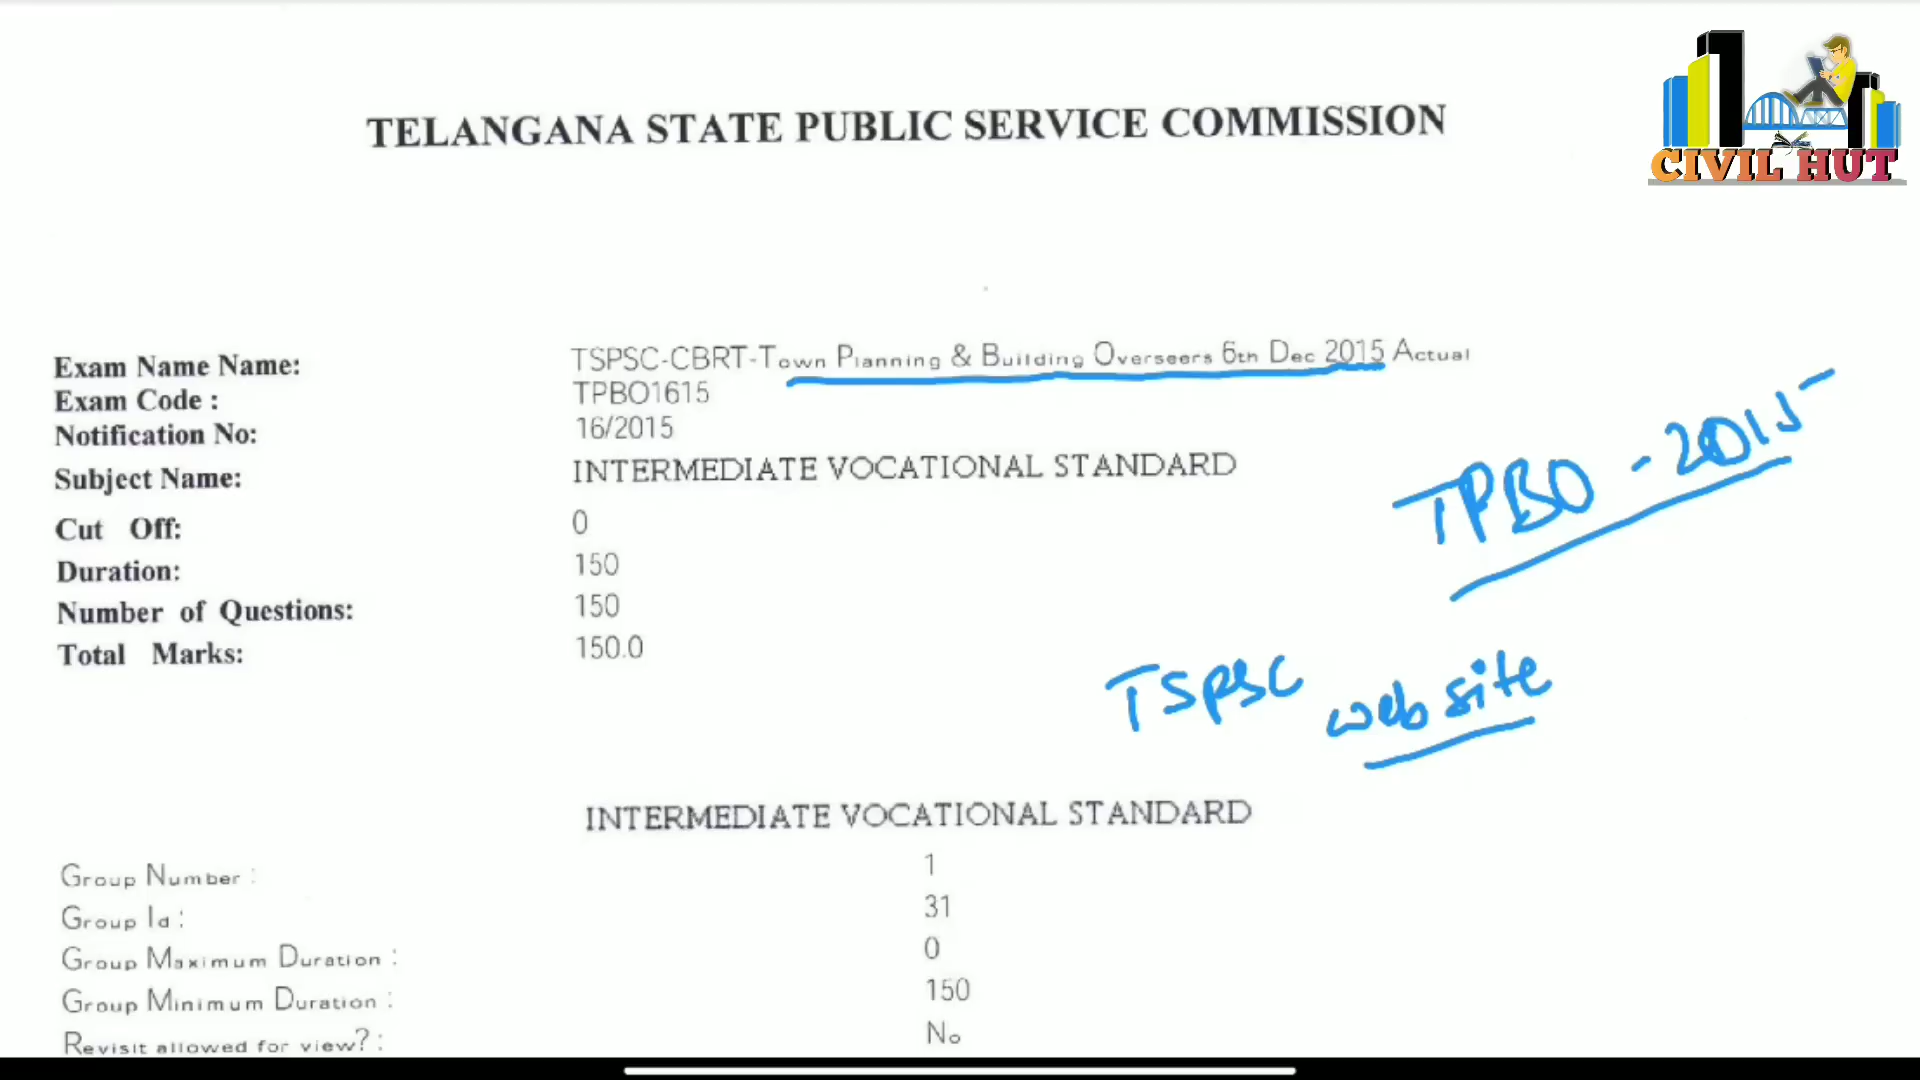 CIVIL HUT
TELANGANA STATE PUBLIC SERVICE COMMISSION
Exam Name Name: TSPSC-CBRT-Town Planning & Building Overseers 6th Dec 2015 Actual
Exam Code : TPBO1615
Notification No: 16/2015
Subject Name: INTERMEDIATE VOCATIONAL STANDARD
Cut Off: 0
Duration: 150
Number of Questions: 150
Total Marks: 150.0
TPBO - 2015
TSPSC website
INTERMEDIATE VOCATIONAL STANDARD
Group Number : 1
Group Id : 31
Group Maximum Duration : 0
Group Minimum Duration : 150
Revisit allowed for view? : No